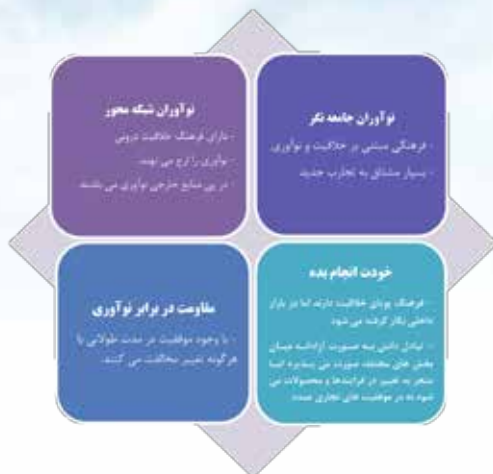 نوآوران جامعه نگر
- فرهنگی مبتنی بر خلاقیت و نوآوری
- بسیار مشتاق به تجارب جدید
نوآوران شبکه محور
- دارای فرهنگ خلاقیت درونی
نوآوری را ارج می نهند.
در پی منابع خارجی نوآوری می باشند
خودت انجام بده
- فرهنگ پویای خلاقیت دارند اما در بازار
داخلی بکار گرفته می شود
- تبادل دانش به صورت آزادانه میان
بخش های مختلف صورت می پذیرد اما
منجر به تغییر در فرایندها و محصولات می
شود نه در موفقیت های تجاری عمده
مقاومت در برابر نوآوری
- با وجود موفقیت در مدت طولانی با
هرگونه تغییر مخالفت می کنند.